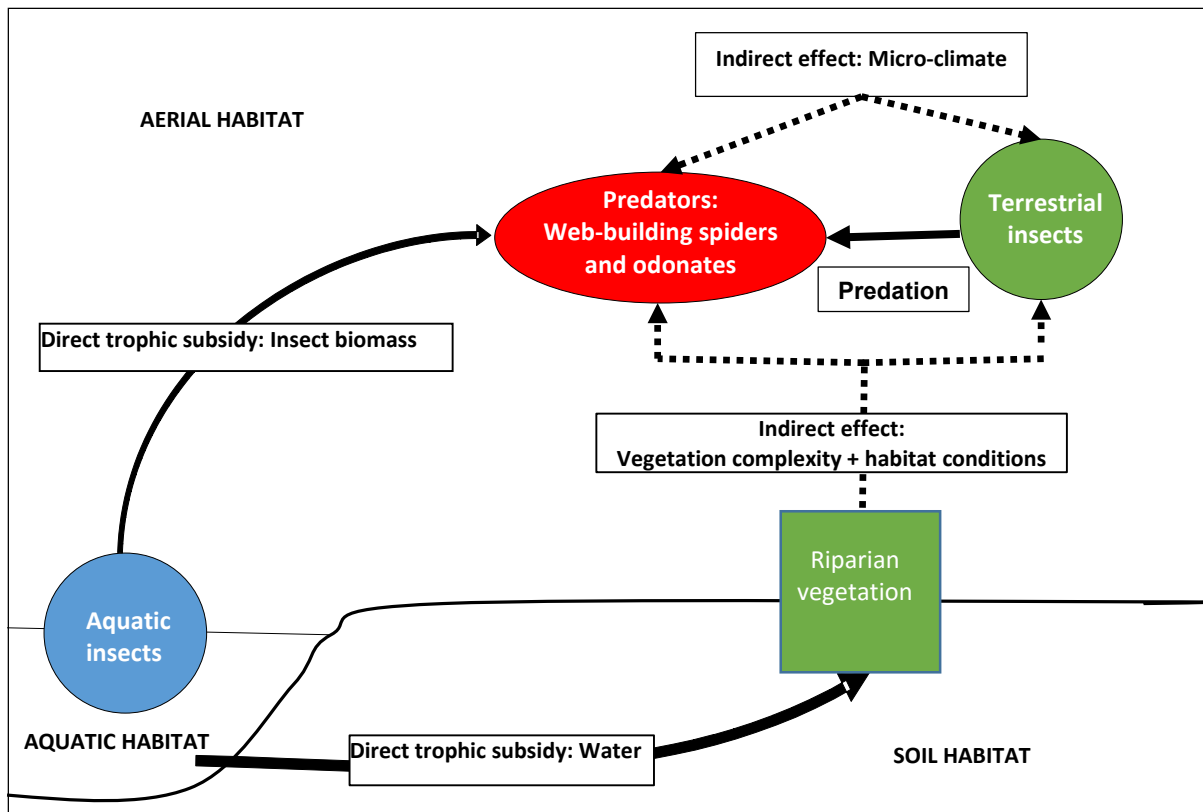 Indirect effect: Micro-climate
AERIAL HABITAT
Predators:
Web-building spiders
and odonates
Terrestrial
insects
Predation
Direct trophic subsidy: Insect biomass
Indirect effect:
Vegetation complexity + habitat conditions
Riparian
vegetation
Aquatic
insects
AQUATIC HABITAT
Direct trophic subsidy: Water
SOIL HABITAT